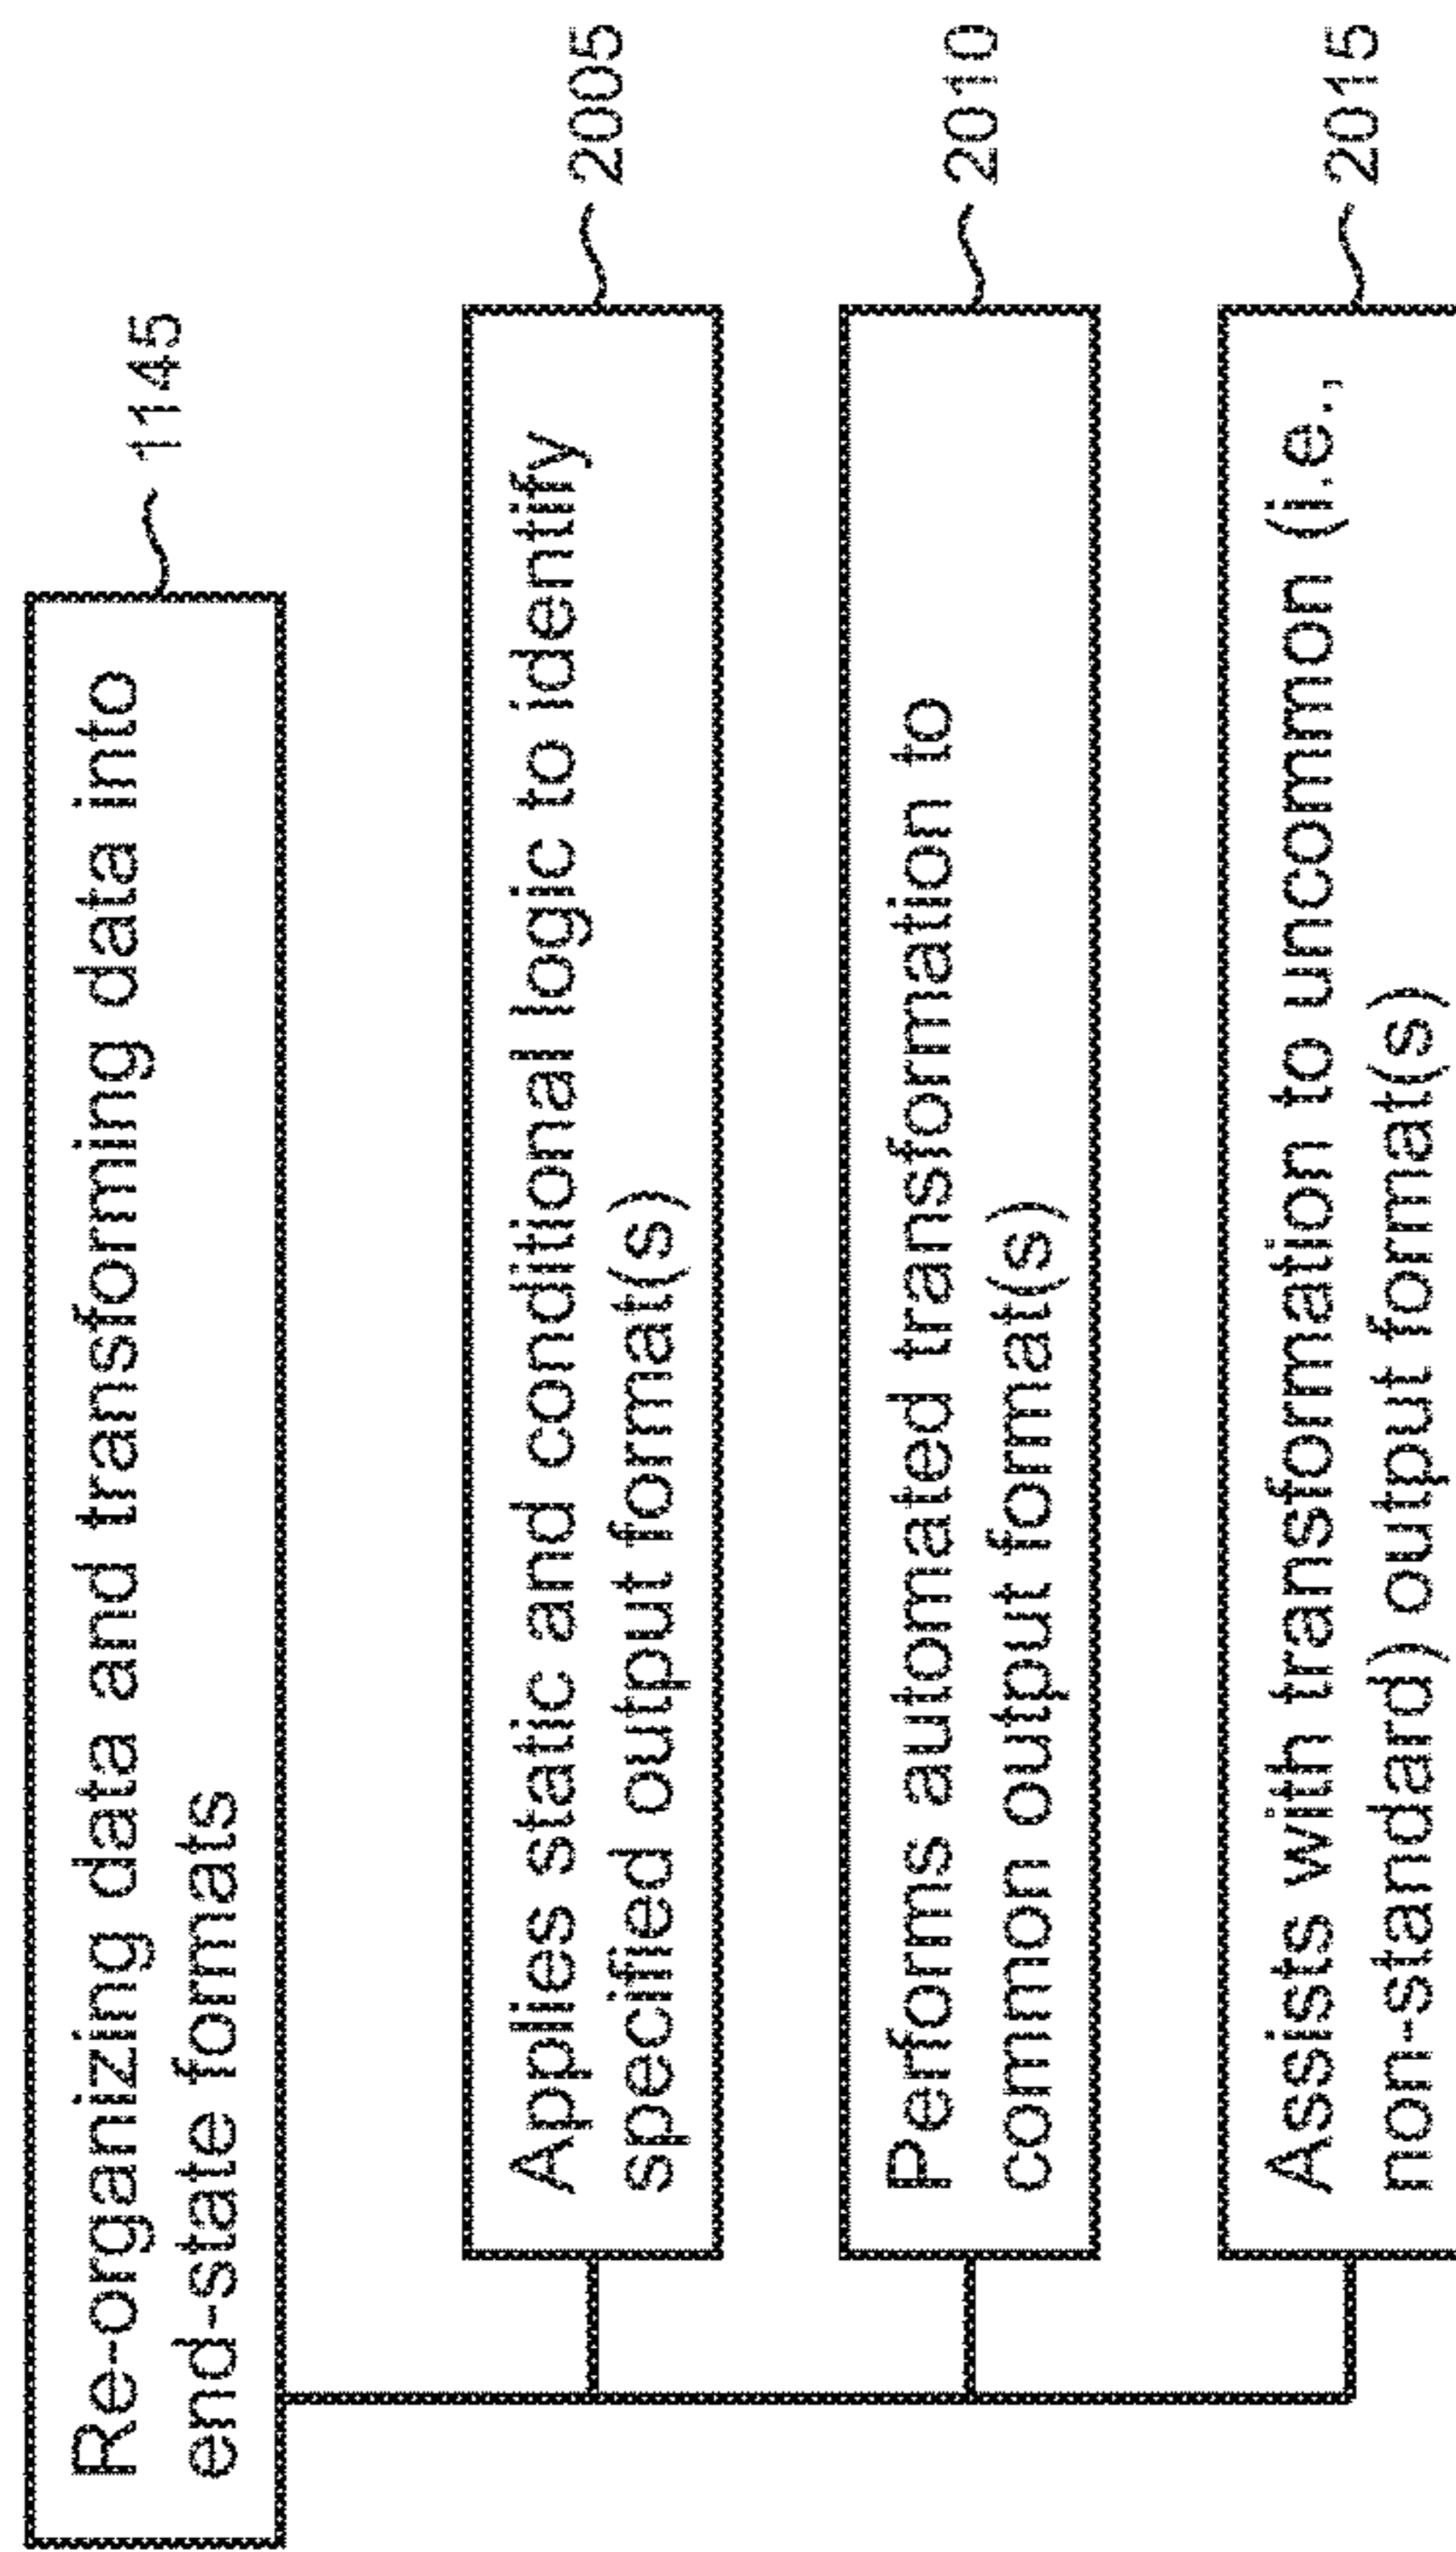 Re-organizing data and transforming data into
end-state formats
1145
Applies static and conditional logic to identify
specified output format(s)
2005
Performs automated transformation to
common output format(s)
2010
Assists with transformation to uncommon (i.e.,
non-standard) output format(s)
2015